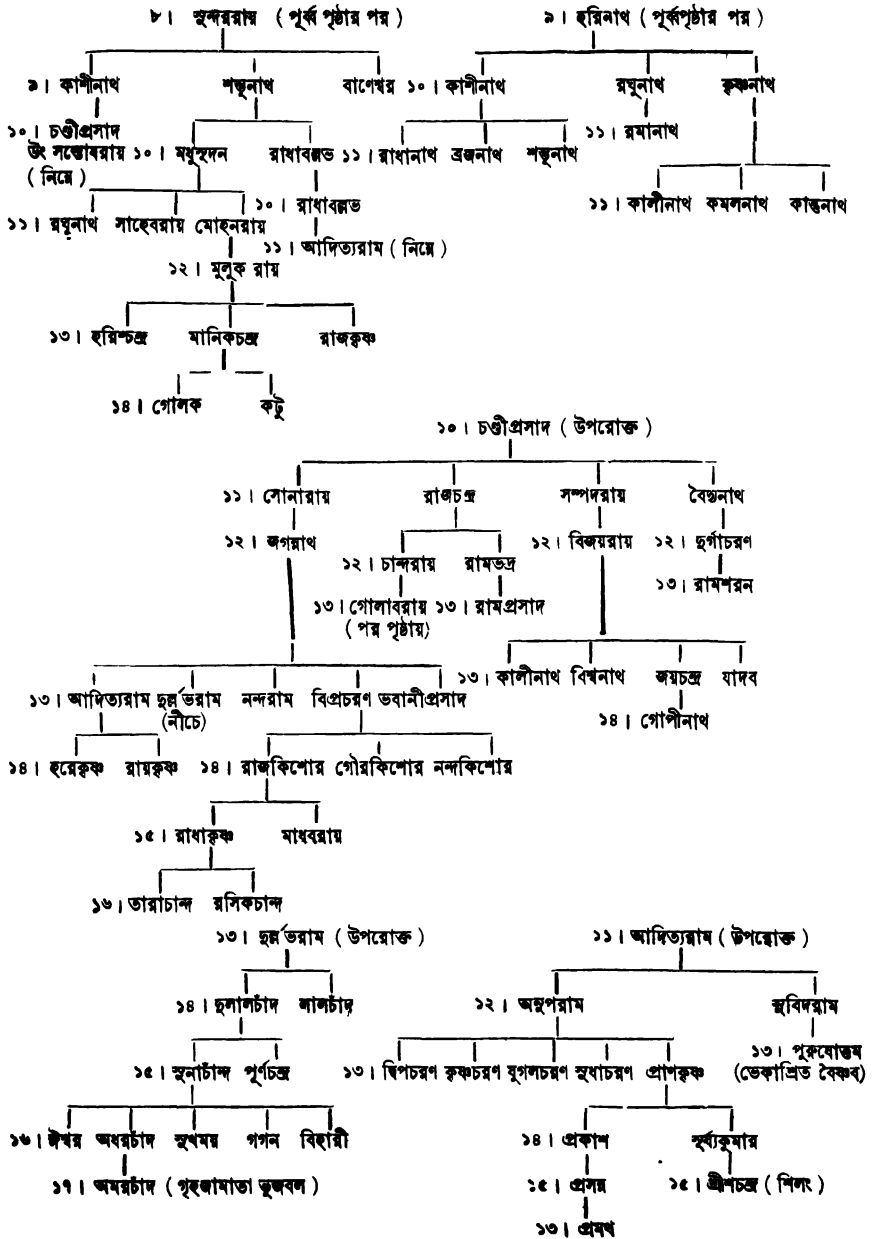 ৮। সুন্দররায় ( পূর্ব্ব পৃষ্ঠার পর ) ৯। হরিনাথ ( পূর্ব্বপৃষ্ঠার পর )
৯। কাশীনাথ শম্ভুনাথ বাণেশ্বর ১০। কাশীনাথ রঘুনাথ কৃষ্ণনাথ
১০। চণ্ডীপ্রসাদ
উং সন্তোষরায় ১০। মধুসূদন রাধাবল্লভ ১১। রাধানাথ ব্রজনাথ শম্ভুনাথ ১১। রমানাথ
( নিম্নে )
১০। রাধাবল্লভ ১১। কালীনাথ কমলনাথ কান্তনাথ
১১। রঘুনাথ সাহেবরায় মোহনরায়
১১। আদিত্যরাম ( নিম্নে )
১২। মূলুক রায়
১৩। হরিশ্চন্দ্র মানিকচন্দ্র রাজকৃষ্ণ
১৪। গোলক কটু
১০। চণ্ডীপ্রসাদ ( উপরোক্ত )
১১। সোনারায় রাজচন্দ্র সম্পদরায় বৈদ্যনাথ
১২। জগন্নাথ ১২। বিজয়রায় ১২। দুর্গাচরণ
১২। চান্দরায় রামভদ্র
১৩। রামশরন
১৩। গোলাবরায় ১৩। রামপ্রসাদ
( পর পৃষ্ঠায় )
১৩। কালীনাথ বিশ্বনাথ জয়চন্দ্র যাদব
১৩। আদিত্যরাম দুর্ল্লভরাম নন্দরাম বিপ্রচরণ ভবানীপ্রসাদ
(নীচে) ১৪। গোপীনাথ
১৪। হরেকৃষ্ণ রায়কৃষ্ণ ১৪। রাজকিশোর গৌরকিশোর নন্দকিশোর
১৫। রাধাকৃষ্ণ মাধবরায়
১৬। তারাচান্দ রসিকচান্দ
১৩। দুর্ল্লভরাম ( উপরোক্ত ) ১১। আদিত্যরাম ( উপরোক্ত )
১৪। দুলালচাঁদ লালচাঁদ ১২। অনুপরাম সুবিদরাম
১৩। পুরুষোত্তম
১৫। সুনাচাঁন্দ পূর্ণচন্দ্র ১৩। দ্বিপচরণ কৃষ্ণচরণ যুগলচরণ সুধাচরণ প্রাণকৃষ্ণ (ভেকাশ্রিত বৈষ্ণব)
১৬। ঈশ্বর অধরচাঁদ সুখময় গগন বিহারী ১৪। প্রকাশ সূর্য্যকুমার
১৭। অমরচাঁদ ( গৃহজামাতা ভুজবল ) ১৫। প্রসন্ন ১৫। শ্রীশচন্দ্র ( শিলং )
১৩। প্রমথ